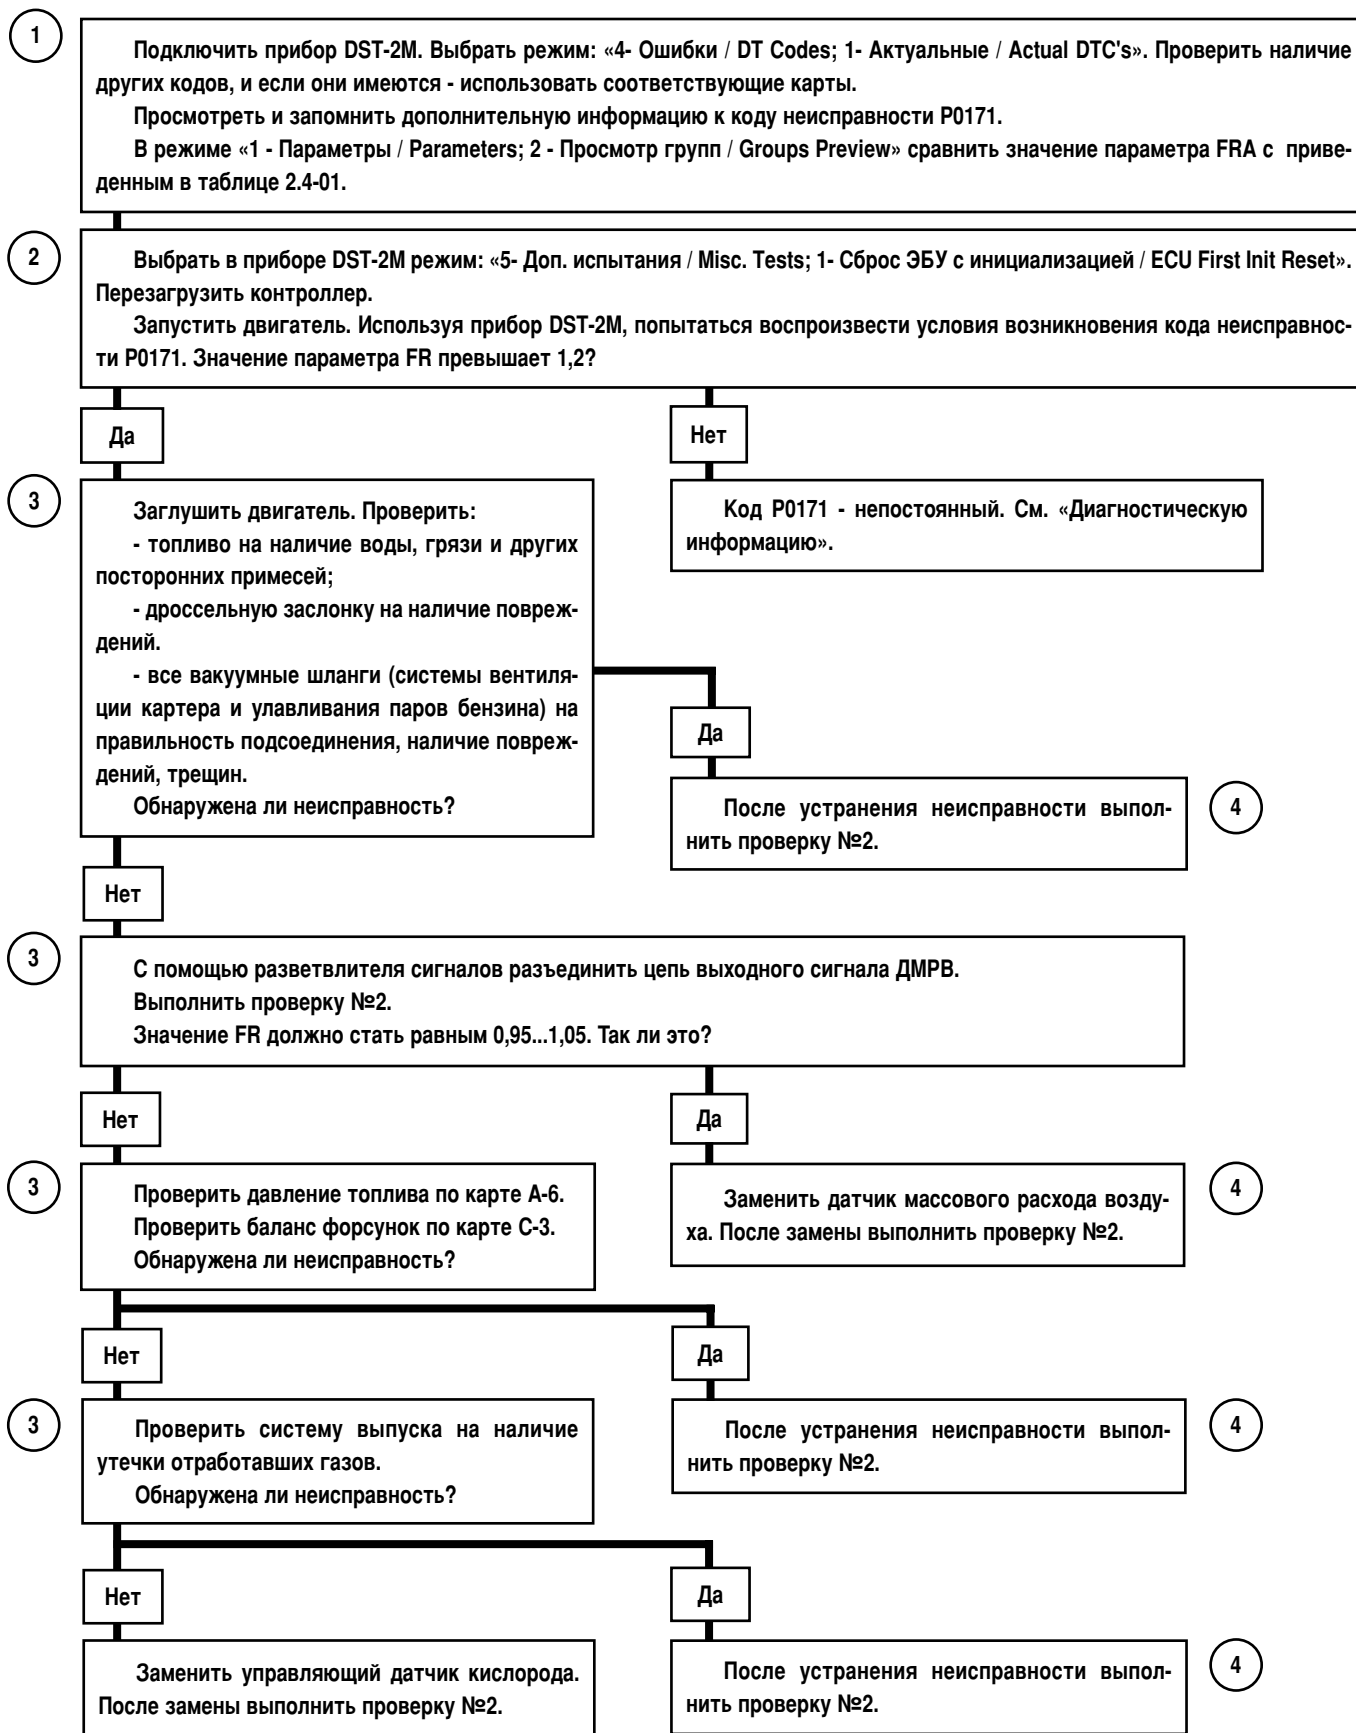 1
Подключить прибор DST-2M. Выбрать режим: «4- Ошибки / DT Codes; 1- Актуальные / Actual DTC's». Проверить наличие
других кодов, и если они имеются - использовать соответствующие карты.
Просмотреть и запомнить дополнительную информацию к коду неисправности Р0171.
В режиме «1 - Параметры / Parameters; 2 - Просмотр групп / Groups Preview» сравнить значение параметра FRA с приве-
денным в таблице 2.4-01.
2
Выбрать в приборе DST-2M режим: «5- Доп. испытания / Misc. Tests; 1- Сброс ЭБУ с инициализацией / ECU First Init Reset».
Перезагрузить контроллер.
Запустить двигатель. Используя прибор DST-2M, попытаться воспроизвести условия возникновения кода неисправнос-
ти Р0171. Значение параметра FR превышает 1,2?
Да
Нет
3
Заглушить двигатель. Проверить:
- топливо на наличие воды, грязи и других
посторонних примесей;
- дроссельную заслонку на наличие повреж-
дений.
- все вакуумные шланги (системы вентиля-
ции картера и улавливания паров бензина) на
правильность подсоединения, наличие повреж-
дений, трещин.
Обнаружена ли неисправность?
Код Р0171 - непостоянный. См. «Диагностическую
информацию».
Да
После устранения неисправности выпол-
нить проверку №2.
4
Нет
3
С помощью разветвлителя сигналов разъединить цепь выходного сигнала ДМРВ.
Выполнить проверку №2.
Значение FR должно стать равным 0,95...1,05. Так ли это?
Нет
Да
3
Проверить давление топлива по карте А-6.
Проверить баланс форсунок по карте С-3.
Обнаружена ли неисправность?
Заменить датчик массового расхода возду-
ха. После замены выполнить проверку №2.
4
Нет
Да
3
Проверить систему выпуска на наличие
утечки отработавших газов.
Обнаружена ли неисправность?
После устранения неисправности выпол-
нить проверку №2.
4
Нет
Да
Заменить управляющий датчик кислорода.
После замены выполнить проверку №2.
После устранения неисправности выпол-
нить проверку №2.
4